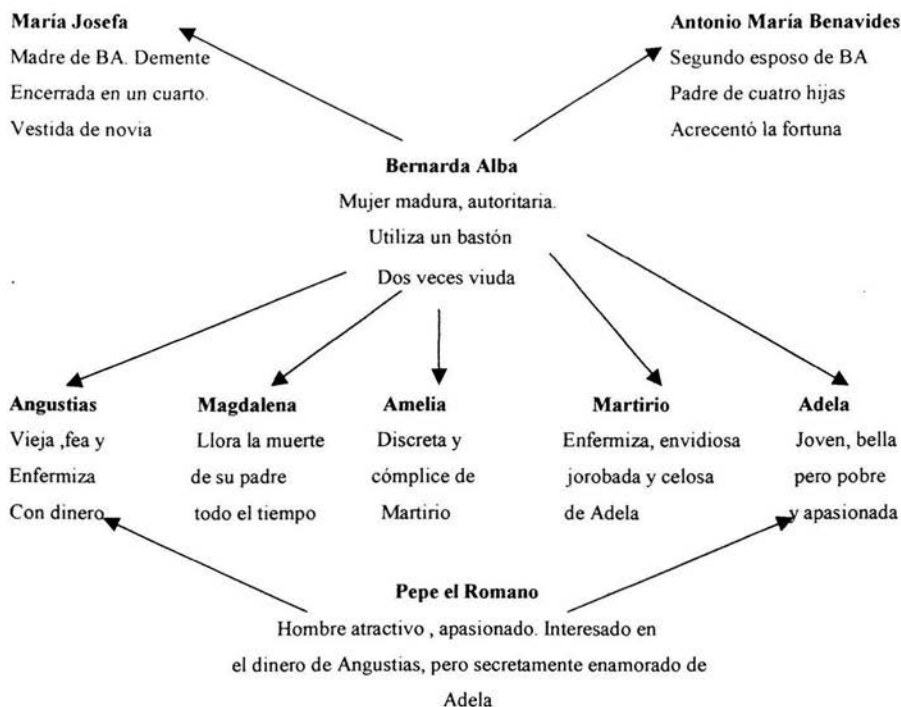 María Josefa
Madre de BA. Demente
Encerrada en un cuarto.
Vestida de novia
Antonio María Benavides
Segundo esposo de BA
Padre de cuatro hijas
Acrecentó la fortuna
Bernarda Alba
Mujer madura, autoritaria.
Utiliza un bastón
Dos veces viuda
Angustias
Vieja ,fea y
Enfermiza
Con dinero
Magdalena
Llora la muerte
de su padre
todo el tiempo
Amelia
Discreta y
cómplice de
Martirio
Martirio
Enfermiza, envidiosa
jorobada y celosa
de Adela
Adela
Joven, bella
pero pobre
y apasionada
Pepe el Romano
Hombre atractivo , apasionado. Interesado en
el dinero de Angustias, pero secretamente enamorado de
Adela